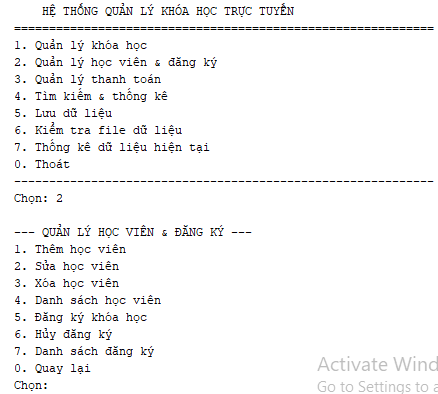 HỆ THỐNG QUẢN LÝ KHÓA HỌC TRỰC TUYẾN
============================================================
1. Quản lý khóa học
2. Quản lý học viên & đăng ký
3. Quản lý thanh toán
4. Tìm kiếm & thống kê
5. Lưu dữ liệu
6. Kiểm tra file dữ liệu
7. Thống kê dữ liệu hiện tại
0. Thoát
------------------------------------------------------------
Chọn: 2
--- QUẢN LÝ HỌC VIÊN & ĐĂNG KÝ ---
1. Thêm học viên
2. Sửa học viên
3. Xóa học viên
4. Danh sách học viên
5. Đăng ký khóa học
6. Hủy đăng ký
7. Danh sách đăng ký
0. Quay lại
Chọn:
Activate Wind
Go to Settings to a